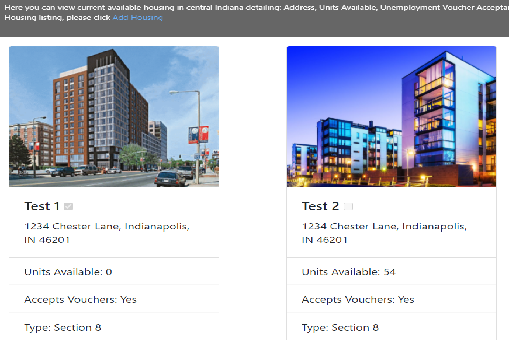 Here you can view current available housing in central Indiana detailing: Address, Units Available, Unemployment Voucher
Housing listing, please click Add Housing
Test 1
1234 Chester Lane, Indianapolis,
IN 46201
Units Available: 0
Accepts Vouchers: Yes
Type: Section 8
Test 2
1234 Chester Lane, Indianapolis,
IN 46201
Units Available: 54
Accepts Vouchers: Yes
Type: Section 8